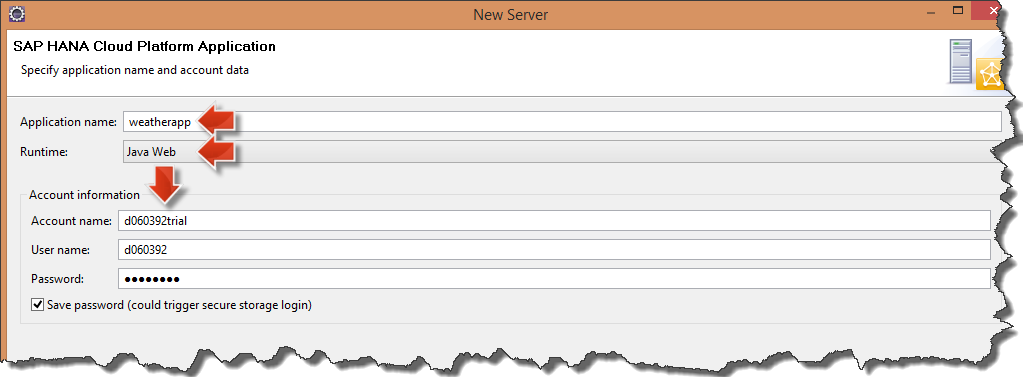 New Server
SAP HANA Cloud Platform Application
Specify application name and account data
Application name: weatherapp
Runtime: Java Web
Account information
Account name: d060392trial
User name: d060392
Password: ●●●●●●●●
Save password (could trigger secure storage login)